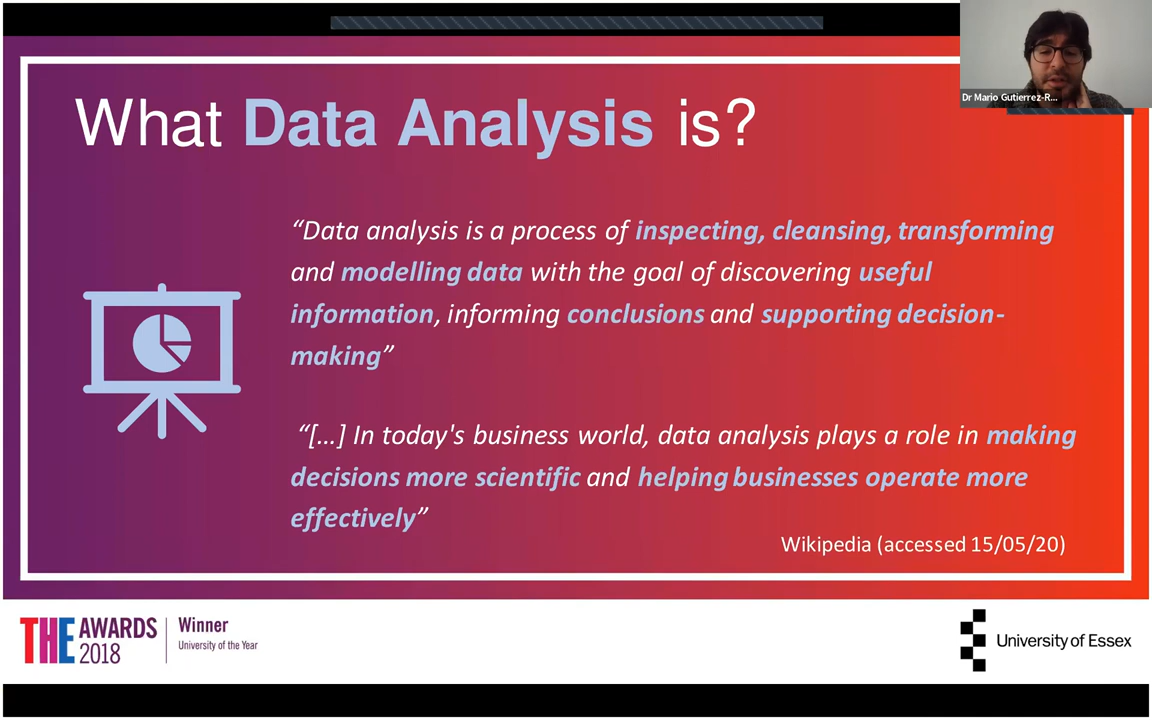 Dr Mario Gutierrez-R...
What Data Analysis is?
“Data analysis is a process of inspecting, cleansing, transforming
and modelling data with the goal of discovering useful
information, informing conclusions and supporting decision-
making”
“[…] In today's business world, data analysis plays a role in making
decisions more scientific and helping businesses operate more
effectively”
Wikipedia (accessed 15/05/20)
THE AWARDS
2018
Winner
University of the Year
University of Essex